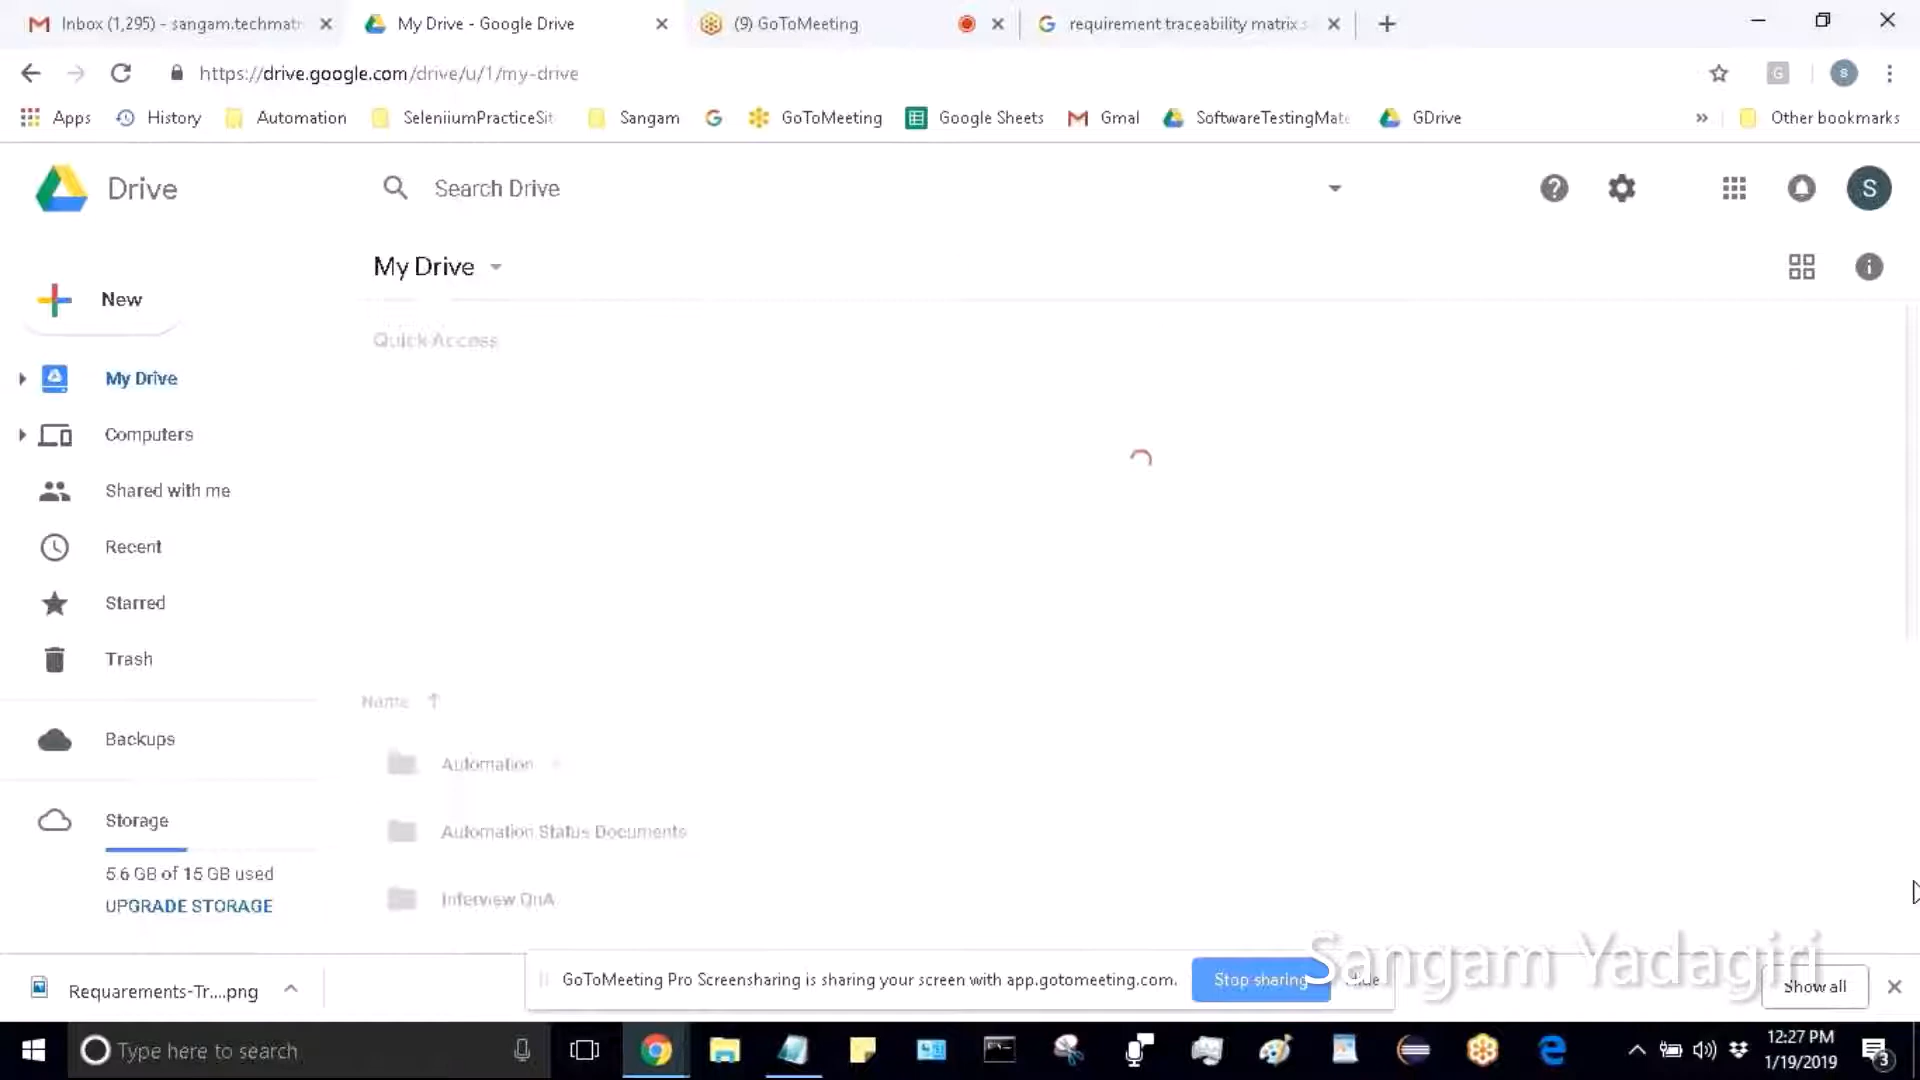 Inbox (1,295) - sangam.techmatr
My Drive - Google Drive
(9) GoToMeeting
requirement traceability matrix s
https://drive.google.com/drive/u/1/my-drive
G
s
Apps
History
Automation
SeleniiumPracticeSit
Sangam
GoToMeeting
Google Sheets
Gmal
SoftwareTestingMate
GDrive
»
Other bookmarks
Drive
Search Drive
S
My Drive
New
Quick Access
My Drive
Computers
Shared with me
Recent
Starred
Trash
Name
Backups
Automation
Storage
Automation Status Documents
5.6 GB of 15 GB used
UPGRADE STORAGE
Interview QnA
Sangam Yadagiri
Requarements-Tr....png
GoToMeeting Pro Screensharing is sharing your screen with app.gotomeeting.com.
Stop sharing
Hide
Show all
Type here to search
12:27 PM
1/19/2019
3